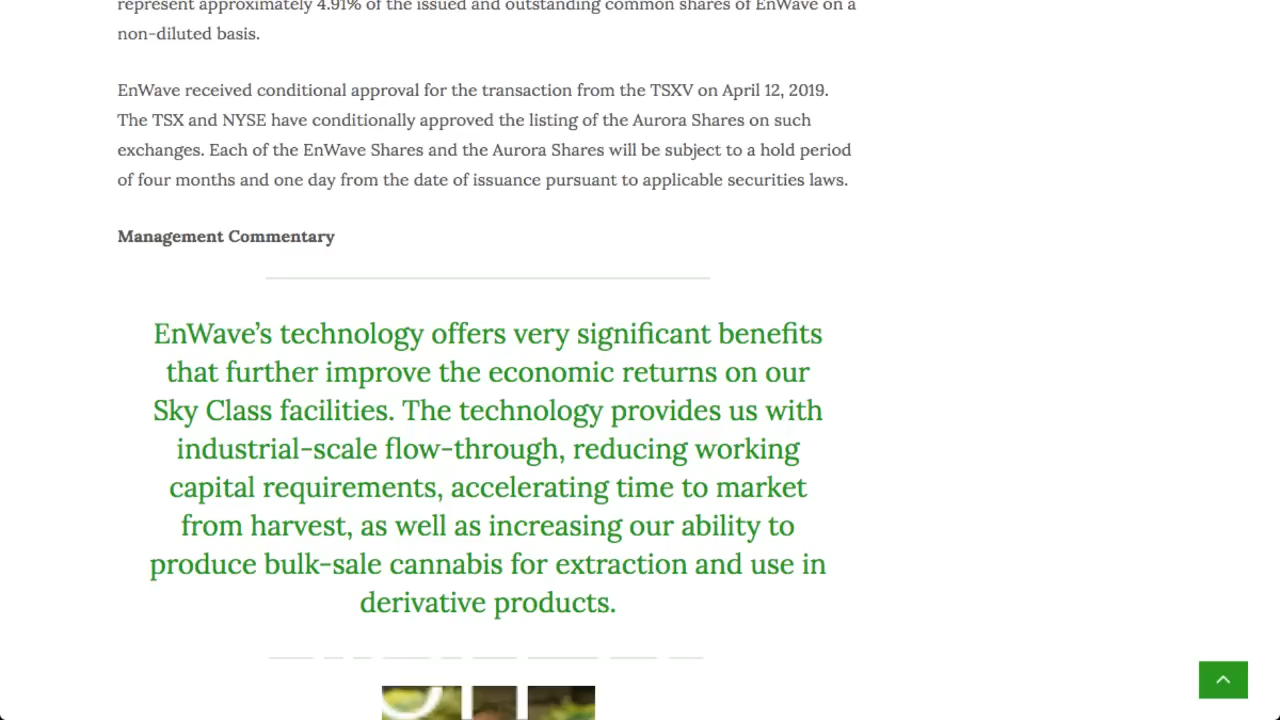 represent approximately 4.91% of the issued and outstanding common shares of EnWave on a
non-diluted basis.
EnWave received conditional approval for the transaction from the TSXV on April 12, 2019.
The TSX and NYSE have conditionally approved the listing of the Aurora Shares on such
exchanges. Each of the EnWave Shares and the Aurora Shares will be subject to a hold period
of four months and one day from the date of issuance pursuant to applicable securities laws.
Management Commentary
EnWave’s technology offers very significant benefits
that further improve the economic returns on our
Sky Class facilities. The technology provides us with
industrial-scale flow-through, reducing working
capital requirements, accelerating time to market
from harvest, as well as increasing our ability to
produce bulk-sale cannabis for extraction and use in
derivative products.